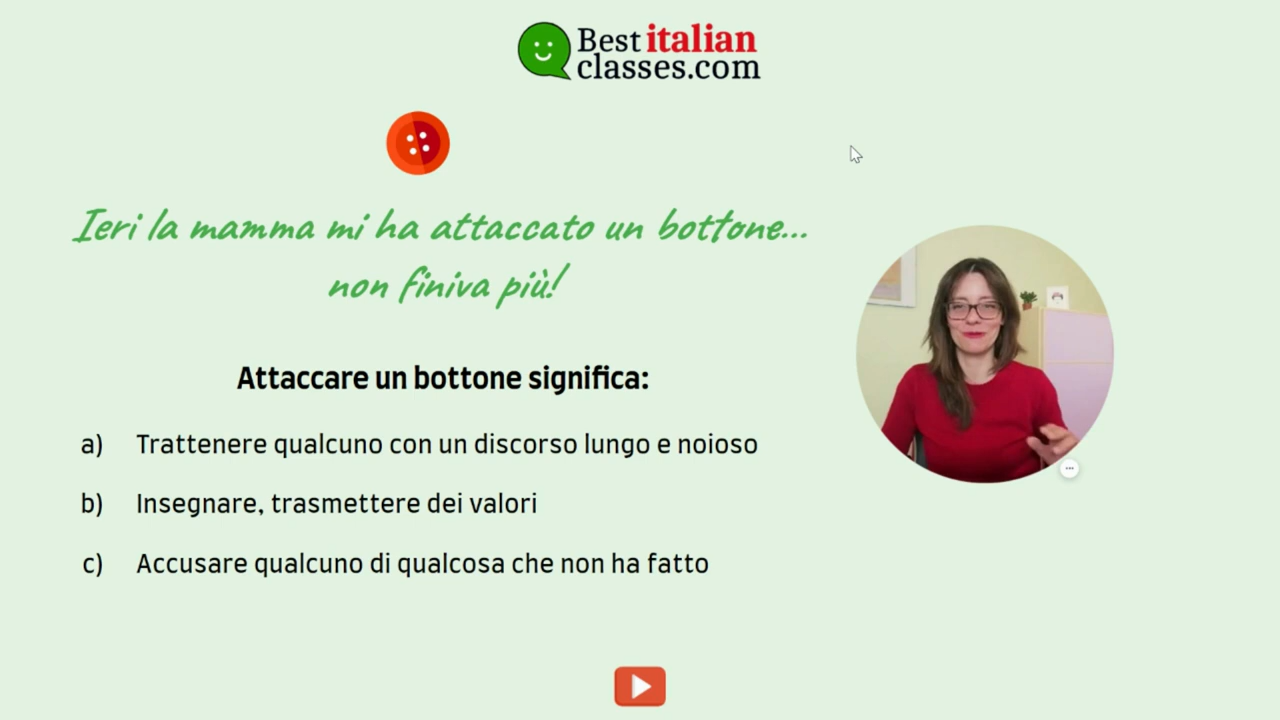 Best italian
classes.com
Ieri la mamma mi ha attaccato un bottone...
non finiva più!
Attaccare un bottone significa:
a) Trattenere qualcuno con un discorso lungo e noioso
b) Insegnare, trasmettere dei valori
c) Accusare qualcuno di qualcosa che non ha fatto